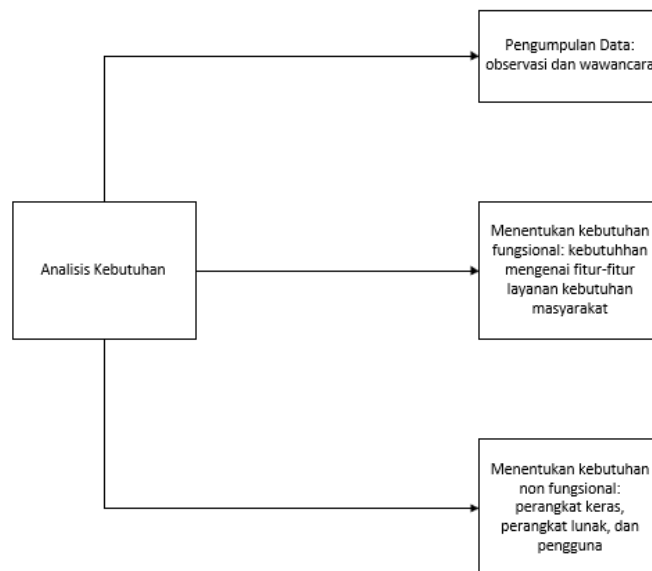 Pengumpulan Data:
observasi dan wawancara
Analisis Kebutuhan
Menentukan kebutuhan
fungsional: kebutuhhan
mengenai fitur-fitur
layanan kebutuhan
masyarakat
Menentukan kebutuhan
non fungsional:
perangkat keras,
perangkat lunak, dan
pengguna